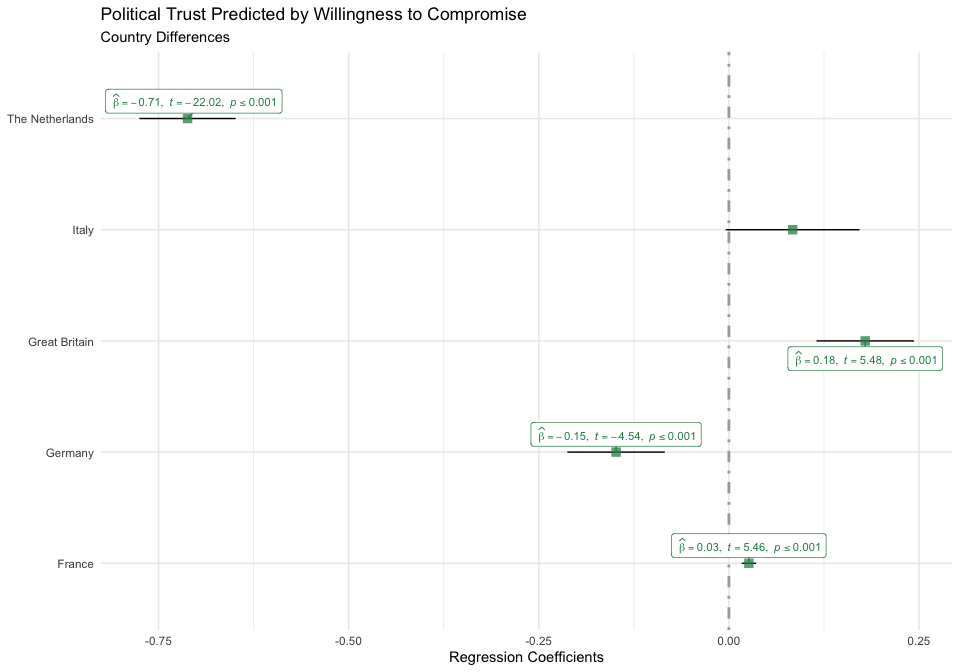 Political Trust Predicted by Willingness to Compromise
Country Differences
β̂ = −0.71, t = −22.02, p ≤ 0.001
The Netherlands
Italy
Great Britain
β̂ = 0.18, t = 5.48, p ≤ 0.001
β̂ = −0.15, t = −4.54, p ≤ 0.001
Germany
β̂ = 0.03, t = 5.46, p ≤ 0.001
France
-0.75 -0.50 -0.25 0.00 0.25
Regression Coefficients